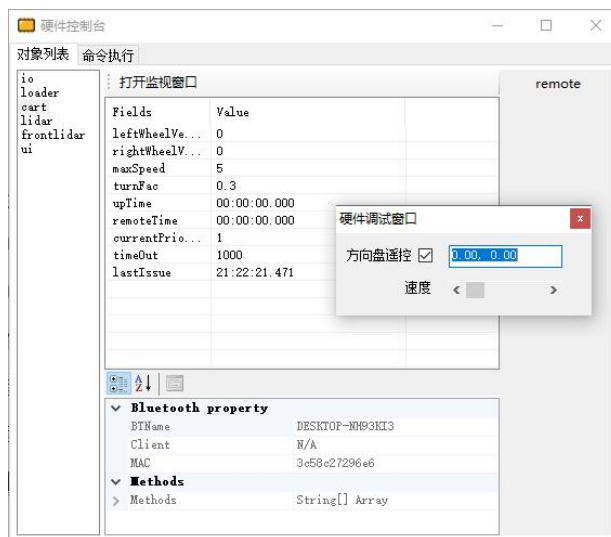 硬件控制台
对象列表 命令执行
io
loader
cart
lidar
frontlidar
ui
打开监视窗口
remote
Fields Value
leftWheelVe... 0
rightWheelV... 0
maxSpeed 5
turnFac 0.3
upTime 00:00:00.000
remoteTime 00:00:00.000
currentPrio... 1
timeOut 1000
lastIssue 21:22:21.471
硬件调试窗口
方向盘遥控 0.00, 0.00
速度
Bluetooth property
BTName DESKTOP-NH93KI3
Client N/A
MAC 3c58c27296e6
Methods
Methods String[] Array